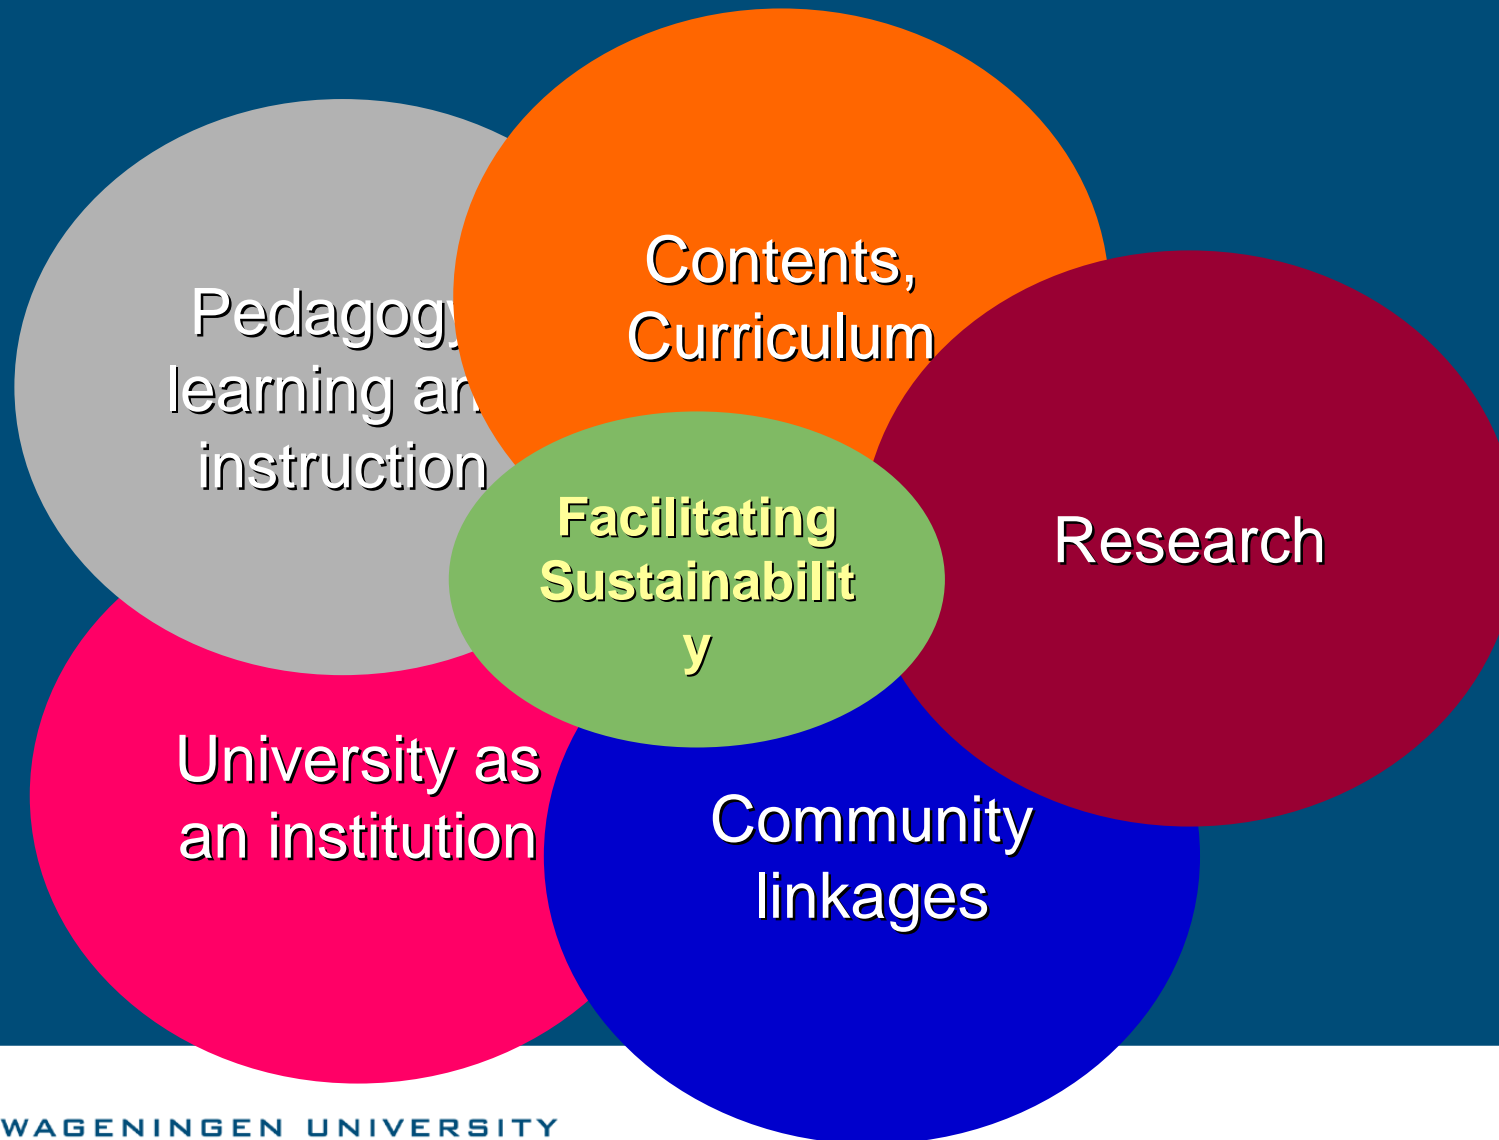 Contents,
Curriculum
Pedagogy
learning an
instruction
Facilitating
Sustainabilit
y
Research
University as
an institution
Community
linkages
WAGENINGEN UNIVERSITY